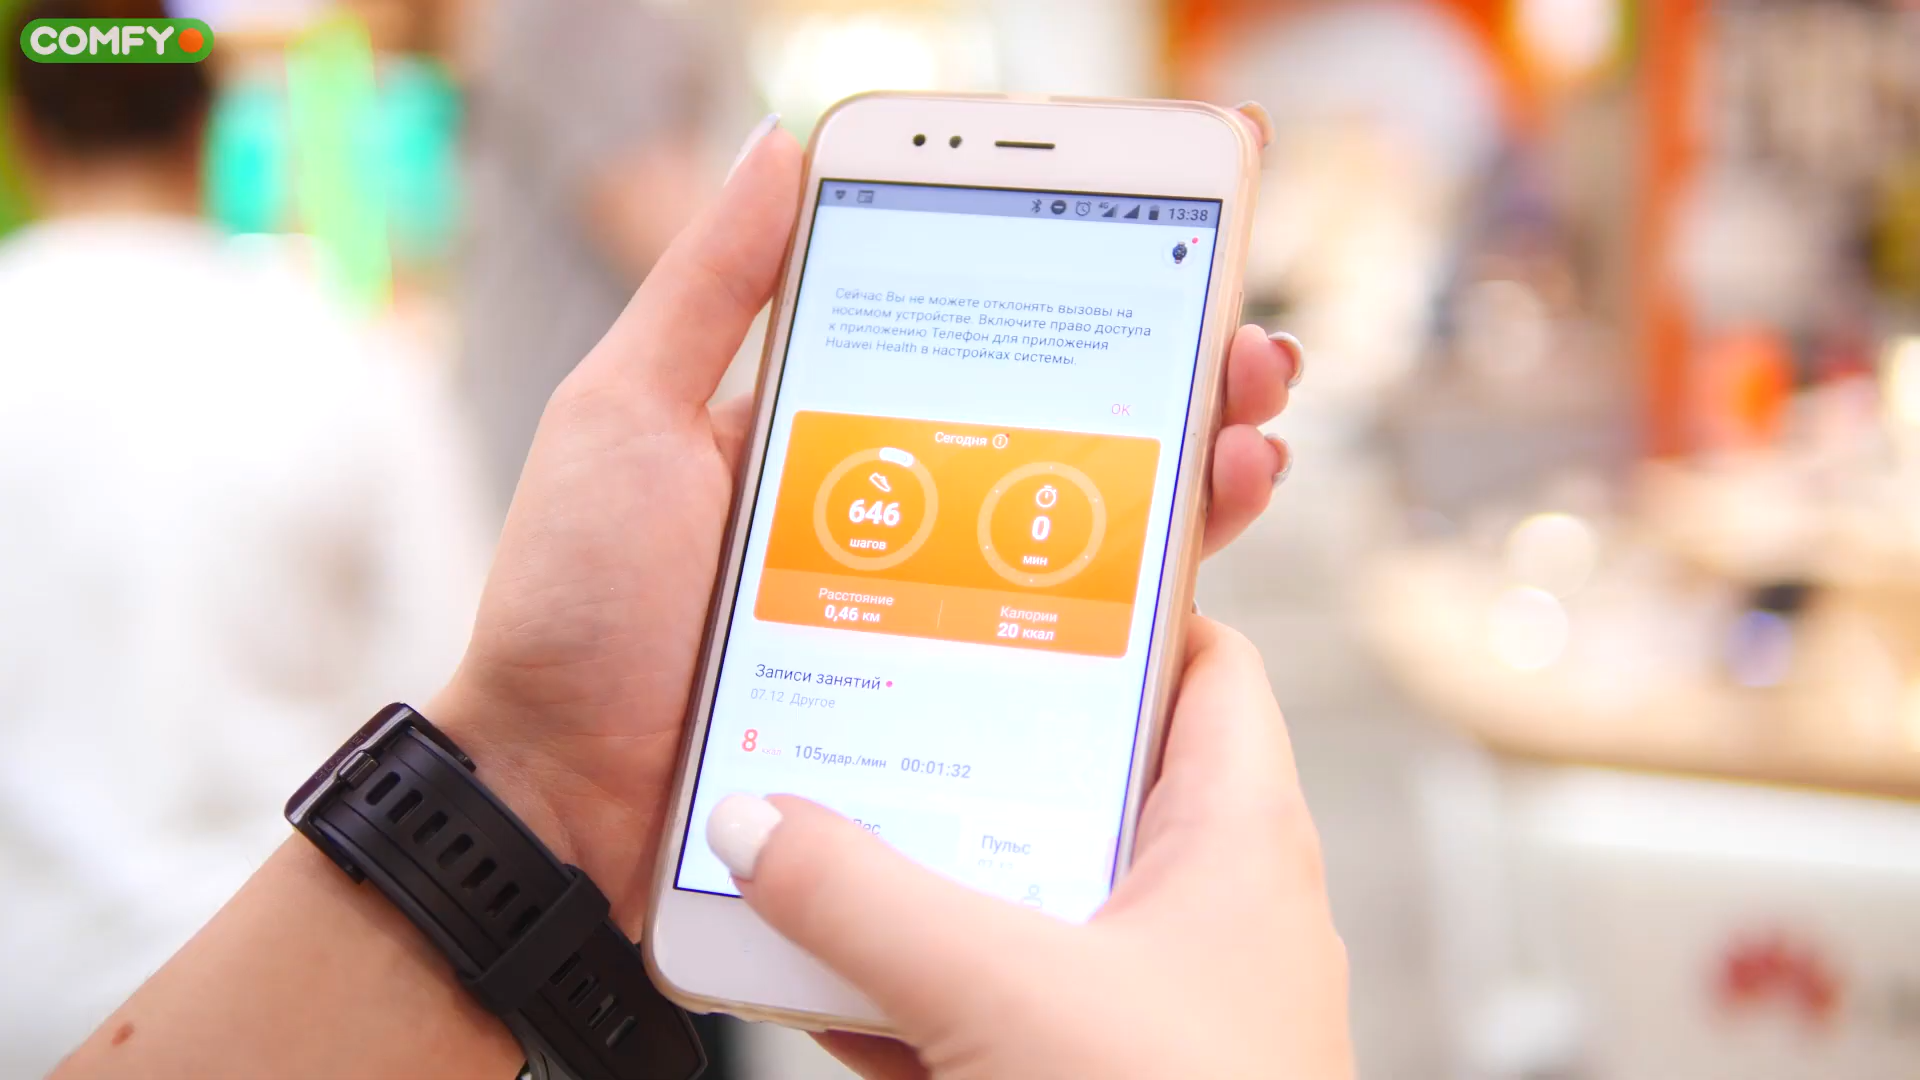 COMFY
4G 13:38
Сейчас Вы не можете отклонять вызовы на
носимом устройстве. Включите право доступа
к приложению Телефон для приложения
Huawei Health в настройках системы.
OK
Сегодня
646
шагов
0
мин
Расстояние
0,46 км
Калории
20 ккал
Записи занятий
07.12 Другое
8 ккал 105удар./мин 00:01:32
Пульс